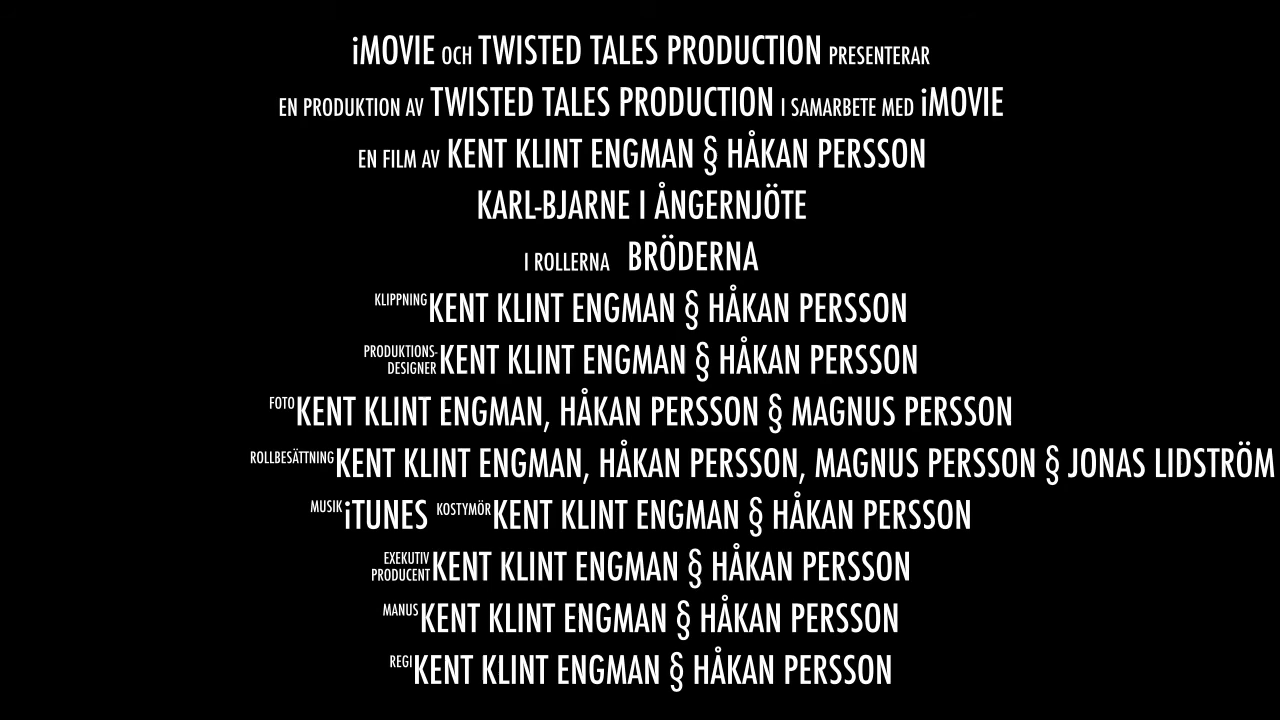 iMOVIE OCH TWISTED TALES PRODUCTION PRESENTERAR
EN PRODUKTION AV TWISTED TALES PRODUCTION I SAMARBETE MED iMOVIE
EN FILM AV KENT KLINT ENGMAN § HÅKAN PERSSON
KARL-BJARNE I ÅNGERNJÖTE
I ROLLERNA BRÖDERNA
KLIPPNING KENT KLINT ENGMAN § HÅKAN PERSSON
PRODUKTIONS-
DESIGNER KENT KLINT ENGMAN § HÅKAN PERSSON
FOTO KENT KLINT ENGMAN, HÅKAN PERSSON § MAGNUS PERSSON
ROLLBESÄTTNING KENT KLINT ENGMAN, HÅKAN PERSSON, MAGNUS PERSSON § JONAS LIDSTRÖM
MUSIK iTUNES KOSTYMÖR KENT KLINT ENGMAN § HÅKAN PERSSON
EXEKUTIV
PRODUCENT KENT KLINT ENGMAN § HÅKAN PERSSON
MANUS KENT KLINT ENGMAN § HÅKAN PERSSON
REGI KENT KLINT ENGMAN § HÅKAN PERSSON